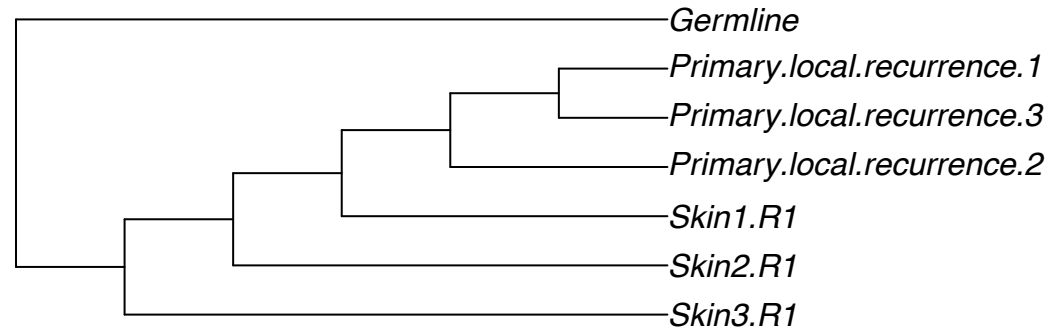 Germline
Primary.local.recurrence.1
Primary.local.recurrence.3
Primary.local.recurrence.2
Skin1.R1
Skin2.R1
Skin3.R1